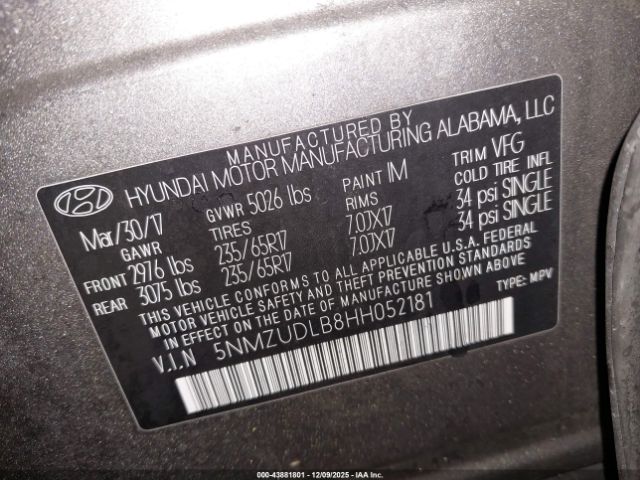 MANUFACTURED BY
HYUNDAI MOTOR MANUFACTURING ALABAMA, LLC
Mar/30/17 GVWR 5026 lbs PAINT IM TRIM VFG
GAWR TIRES RIMS COLD TIRE INFL
FRONT 2976 lbs 235/65R17 7.0JX17 34 psi SINGLE
REAR 3075 lbs 235/65R17 7.0JX17 34 psi SINGLE
THIS VEHICLE CONFORMS TO ALL APPLICABLE U.S.A. FEDERAL
MOTOR VEHICLE SAFETY AND THEFT PREVENTION STANDARDS
IN EFFECT ON THE DATE OF MANUFACTURE SHOWN ABOVE
V.I.N 5NMZUDLB8HH052181 TYPE: MPV
000-43881801 - 12/09/2025 - IAAI.com